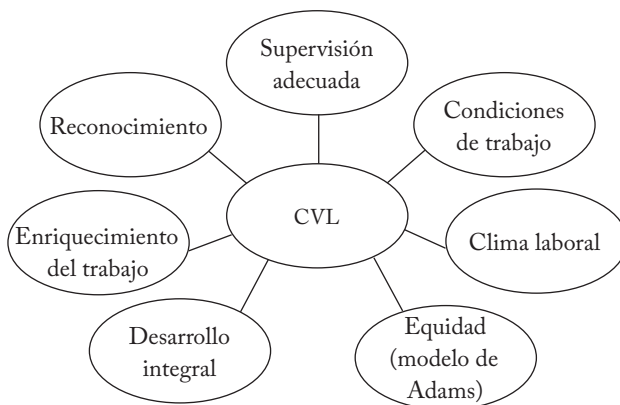 Supervisión
adecuada
Reconocimiento
Condiciones
de trabajo
CVL
Enriquecimiento
del trabajo
Clima laboral
Desarrollo
integral
Equidad
(modelo de
Adams)